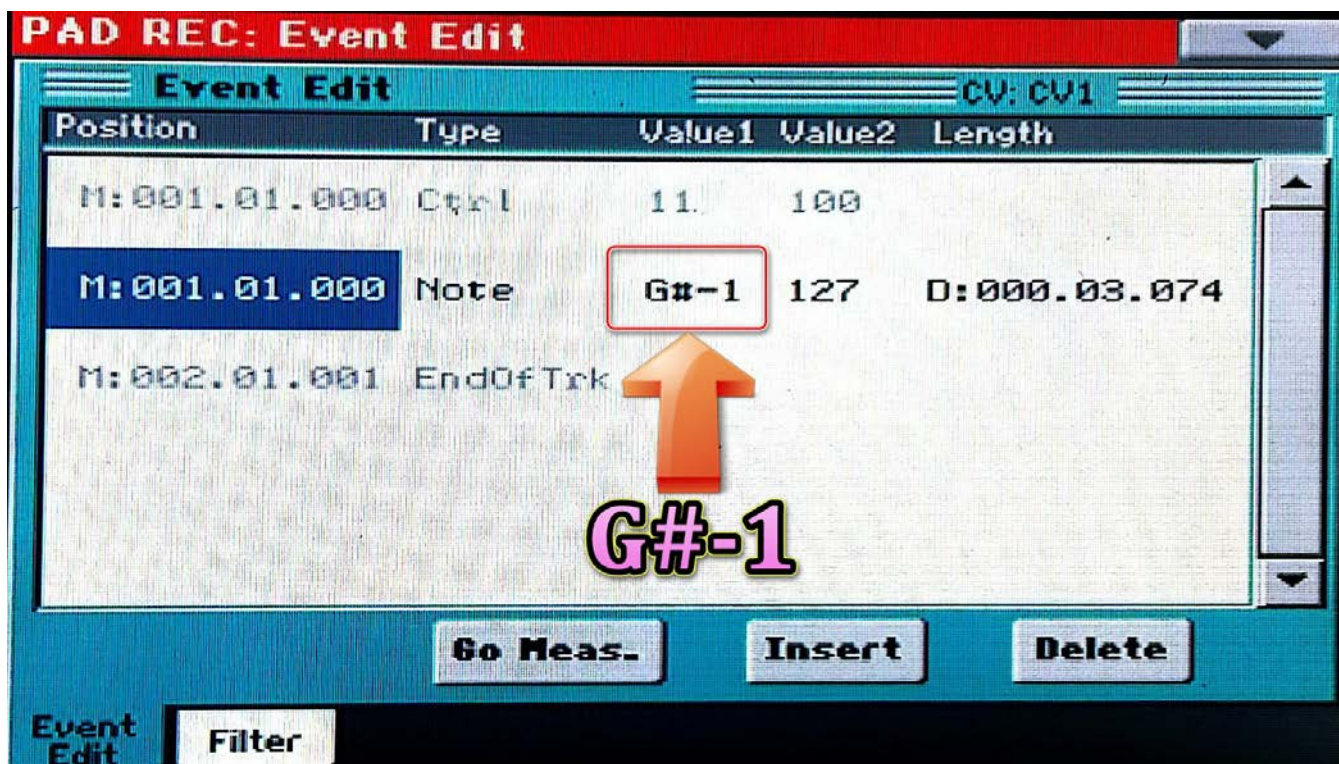 PAD REC: Event Edit
Event Edit CV: CV1
Position Type Value1 Value2 Length
M:001.01.000 Ctrl 11 100
M:001.01.000 Note G#-1 127 D:000.03.074
M:002.01.001 EndOfTrk
G#-1
Go Meas. Insert Delete
Event Edit Filter